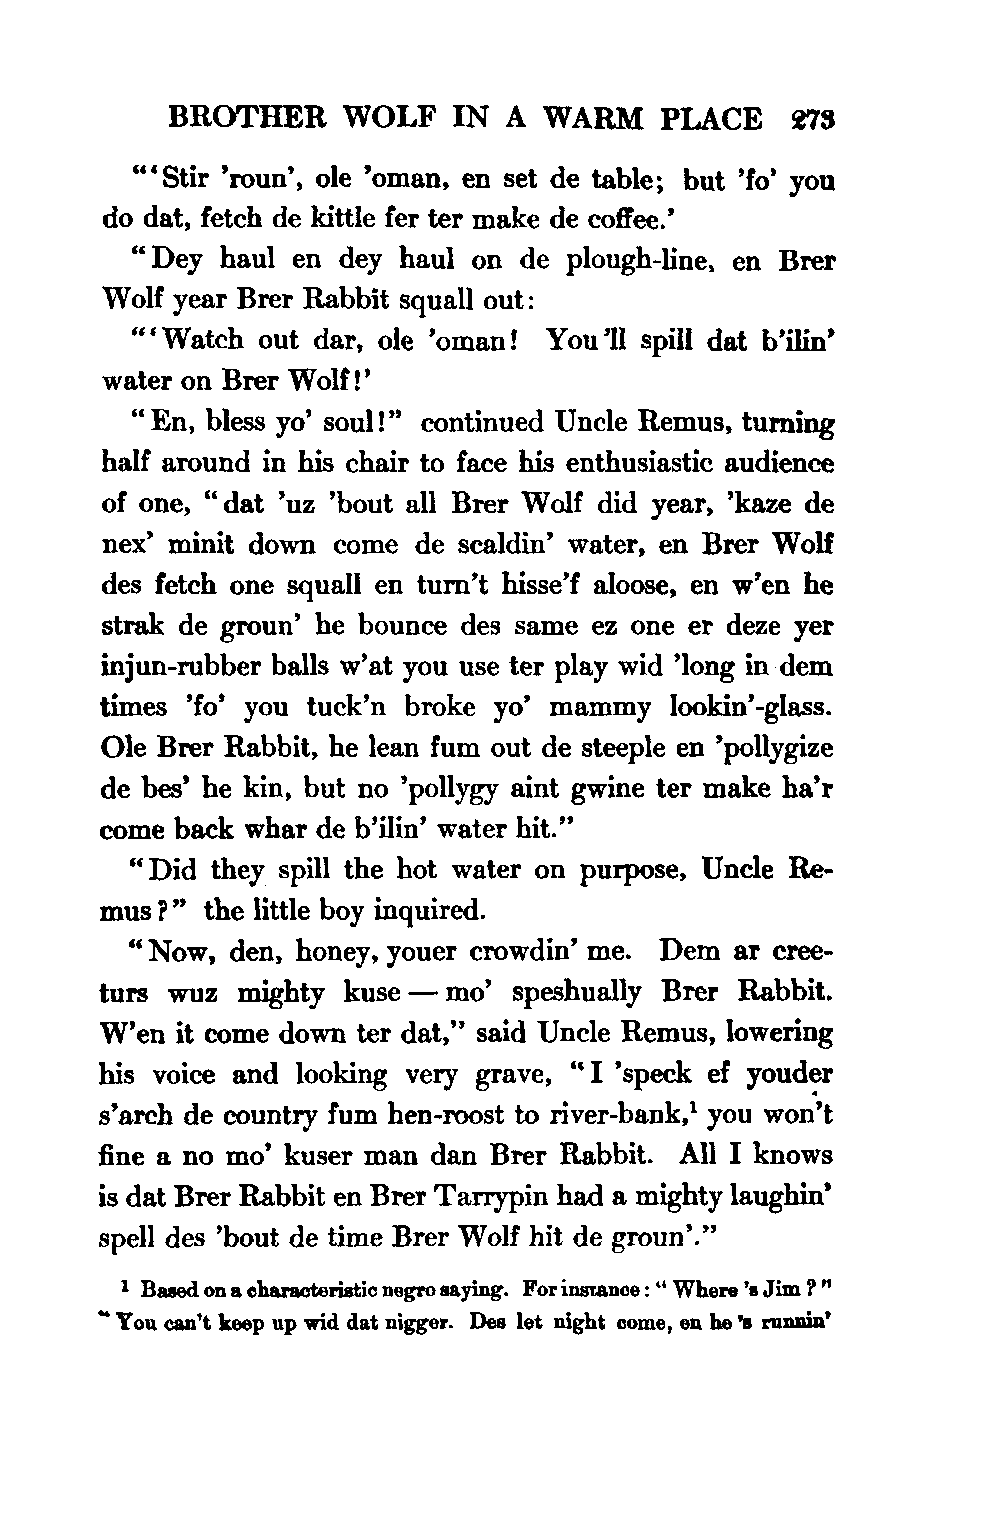 BROTHER WOLF IN A WARM PLACE 273
"'Stir 'roun', ole 'oman, en set de table; but 'fo' you
do dat, fetch de kittle fer ter make de coffee.'
"Dey haul en dey haul on de plough-line, en Brer
Wolf year Brer Rabbit squall out:
"'Watch out dar, ole 'oman! You 'll spill dat b'ilin'
water on Brer Wolf!'
"En, bless yo' soul!" continued Uncle Remus, turning
half around in his chair to face his enthusiastic audience
of one, "dat 'uz 'bout all Brer Wolf did year, 'kaze de
nex' minit down come de scaldin' water, en Brer Wolf
des fetch one squall en turn't hisse'f aloose, en w'en he
strak de groun' he bounce des same ez one er deze yer
injun-rubber balls w'at you use ter play wid 'long in dem
times 'fo' you tuck'n broke yo' mammy lookin'-glass.
Ole Brer Rabbit, he lean fum out de steeple en 'pollygize
de bes' he kin, but no 'pollygy aint gwine ter make ha'r
come back whar de b'ilin' water hit."
"Did they spill the hot water on purpose, Uncle Re-
mus?" the little boy inquired.
"Now, den, honey, youer crowdin' me. Dem ar cree-
turs wuz mighty kuse — mo' speshually Brer Rabbit.
W'en it come down ter dat," said Uncle Remus, lowering
his voice and looking very grave, "I 'speck ef youder
s'arch de country fum hen-roost to river-bank,¹ you won't
fine a no mo' kuser man dan Brer Rabbit. All I knows
is dat Brer Rabbit en Brer Tarrypin had a mighty laughin'
spell des 'bout de time Brer Wolf hit de groun'."
¹ Based on a characteristic negro saying. For instance: "Where 's Jim?"
"You can't keep up wid dat nigger. Des let night come, en he 's runnin'